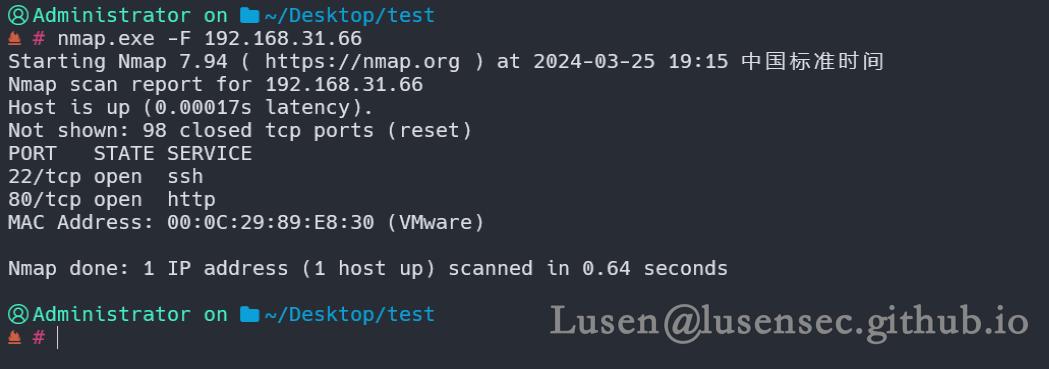 Administrator on ~/Desktop/test
# nmap.exe -F 192.168.31.66
Starting Nmap 7.94 ( https://nmap.org ) at 2024-03-25 19:15 中国标准时间
Nmap scan report for 192.168.31.66
Host is up (0.00017s latency).
Not shown: 98 closed tcp ports (reset)
PORT   STATE SERVICE
22/tcp open  ssh
80/tcp open  http
MAC Address: 00:0C:29:89:E8:30 (VMware)
Nmap done: 1 IP address (1 host up) scanned in 0.64 seconds
Administrator on ~/Desktop/test
#
Lusen@lusensec.github.io